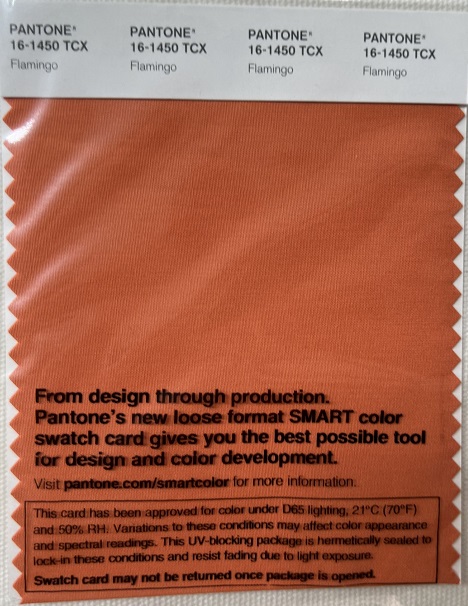 PANTONE® PANTONE® PANTONE® PANTONE®
16-1450 TCX 16-1450 TCX 16-1450 TCX 16-1450 TCX
Flamingo Flamingo Flamingo Flamingo
From design through production.
Pantone's new loose format SMART color
swatch card gives you the best possible tool
for design and color development.
Visit pantone.com/smartcolor for more information.
This card has been approved for color under D65 lighting, 21°C (70°F)
and 50% RH. Variations to these conditions may affect color appearance
and spectral readings. This UV-blocking package is hermetically sealed to
lock-in these conditions and resist fading due to light exposure.
Swatch card may not be returned once package is opened.